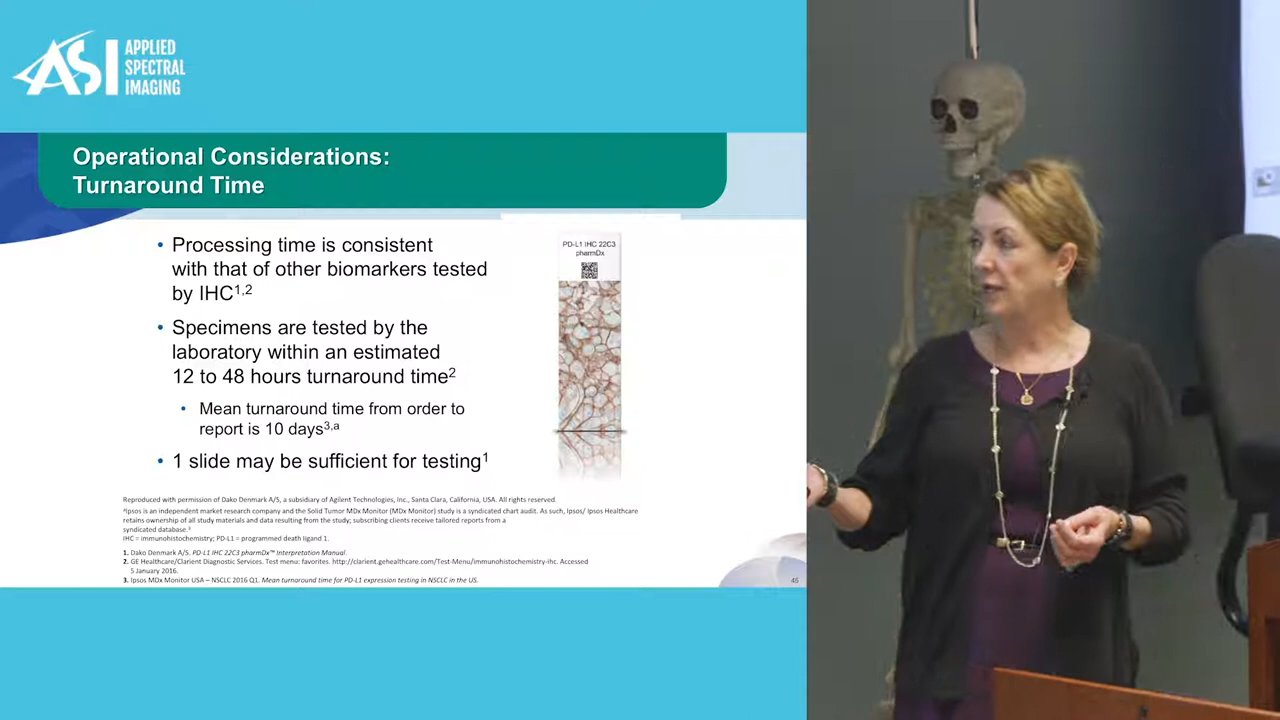 ASI APPLIED
SPECTRAL
IMAGING
Operational Considerations:
Turnaround Time
• Processing time is consistent
with that of other biomarkers tested
by IHC1,2
• Specimens are tested by the
laboratory within an estimated
12 to 48 hours turnaround time2
• Mean turnaround time from order to
report is 10 days3,a
• 1 slide may be sufficient for testing1
PD-L1 IHC 22C3
pharmDx
Reproduced with permission of Dako Denmark A/S, a subsidiary of Agilent Technologies, Inc., Santa Clara, California, USA. All rights reserved.
aIpsos is an independent market research company and the Solid Tumor MDx Monitor (MDx Monitor) study is a syndicated chart audit. As such, Ipsos/ Ipsos Healthcare
retains ownership of all study materials and data resulting from the study; subscribing clients receive tailored reports from a
syndicated database.3
IHC = immunohistochemistry; PD-L1 = programmed death ligand 1.
1. Dako Denmark A/S. PD-L1 IHC 22C3 pharmDx™ Interpretation Manual.
2. GE Healthcare/Clarient Diagnostic Services. Test menu: favorites. http://clarient.gehealthcare.com/Test-Menu/immunohistochemistry-ihc. Accessed
5 January 2016.
3. Ipsos MDx Monitor USA – NSCLC 2016 Q1. Mean turnaround time for PD-L1 expression testing in NSCLC in the US.
45